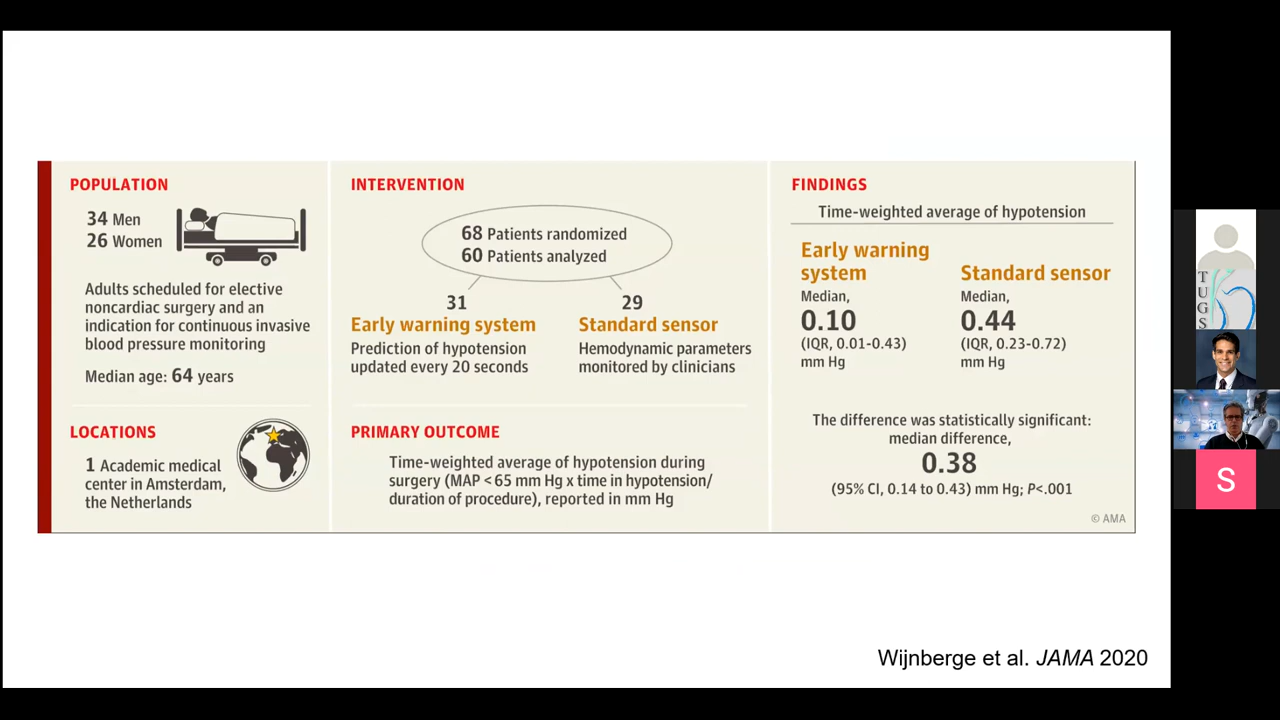 POPULATION
34 Men
26 Women
Adults scheduled for elective
noncardiac surgery and an
indication for continuous invasive
blood pressure monitoring
Median age: 64 years
LOCATIONS
1 Academic medical
center in Amsterdam,
the Netherlands
INTERVENTION
68 Patients randomized
60 Patients analyzed
31
Early warning system
Prediction of hypotension
updated every 20 seconds
29
Standard sensor
Hemodynamic parameters
monitored by clinicians
PRIMARY OUTCOME
Time-weighted average of hypotension during
surgery (MAP < 65 mm Hg x time in hypotension/
duration of procedure), reported in mm Hg
FINDINGS
Time-weighted average of hypotension
Early warning
system
Median,
0.10
(IQR, 0.01-0.43)
mm Hg
Standard sensor
Median,
0.44
(IQR, 0.23-0.72)
mm Hg
The difference was statistically significant:
median difference,
0.38
(95% CI, 0.14 to 0.43) mm Hg; P<.001
© AMA
Wijnberge et al. JAMA 2020
TUGS
S